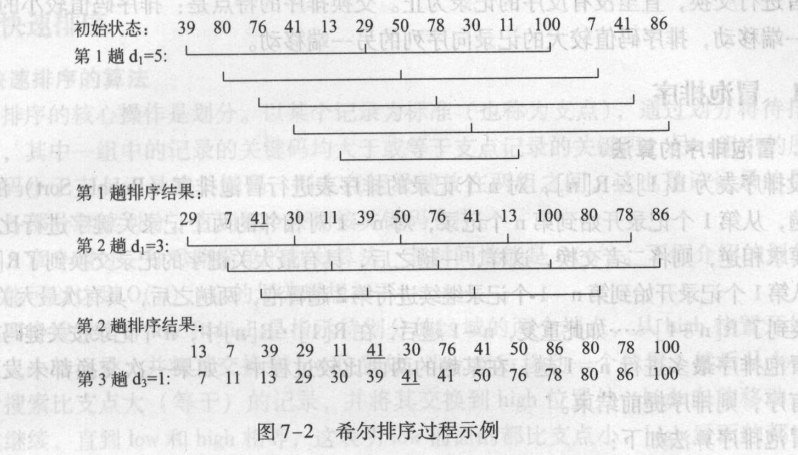 初始状态: 39 80 76 41 13 29 50 78 30 11 100 7 41 86
第 1 趟 d₁=5:
第 1 趟排序结果:
29 7 41 30 11 39 50 76 41 13 100 80 78 86
第 2 趟 d₁=3:
第 2 趟排序结果:
13 7 39 29 11 41 30 76 41 50 86 80 78 100
第 3 趟 d₃=1: 7 11 13 29 30 39 41 41 50 76 78 80 86 100
图 7-2 希尔排序过程示例